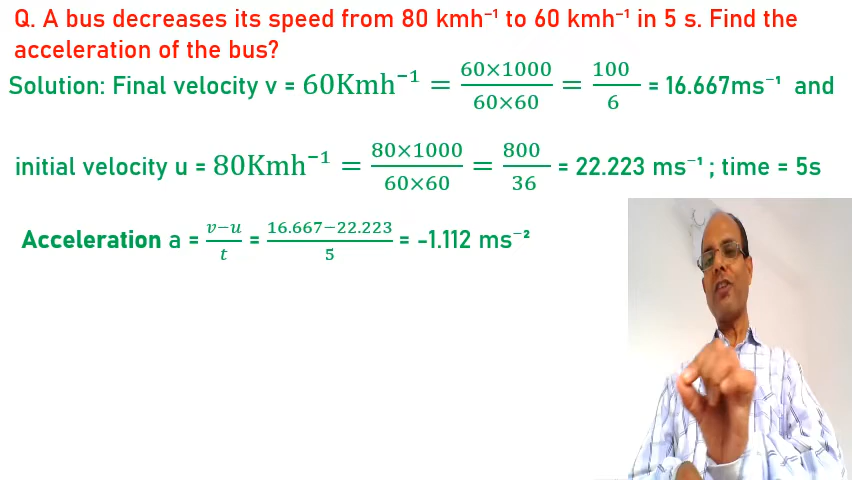 Q. A bus decreases its speed from 80 kmh⁻¹ to 60 kmh⁻¹ in 5 s. Find the
acceleration of the bus?
Solution: Final velocity v = 60Kmh⁻¹ = 60×1000/60×60 = 100/6 = 16.667ms⁻¹ and
initial velocity u = 80Kmh⁻¹ = 80×1000/60×60 = 800/36 = 22.223 ms⁻¹ ; time = 5s
Acceleration a = v−u/t = 16.667−22.223/5 = -1.112 ms⁻²